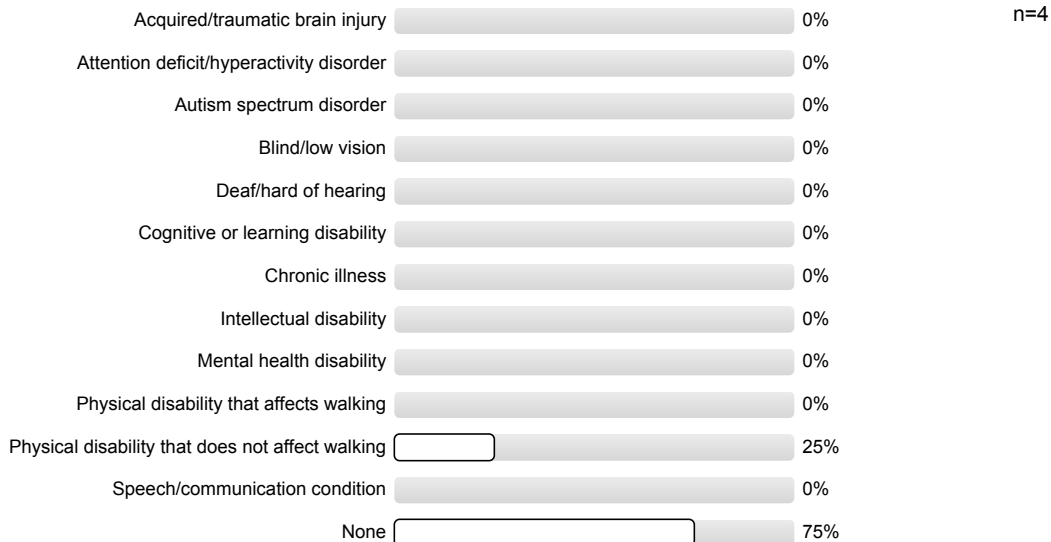 Acquired/traumatic brain injury 0% n=4
Attention deficit/hyperactivity disorder 0%
Autism spectrum disorder 0%
Blind/low vision 0%
Deaf/hard of hearing 0%
Cognitive or learning disability 0%
Chronic illness 0%
Intellectual disability 0%
Mental health disability 0%
Physical disability that affects walking 0%
Physical disability that does not affect walking 25%
Speech/communication condition 0%
None 75%